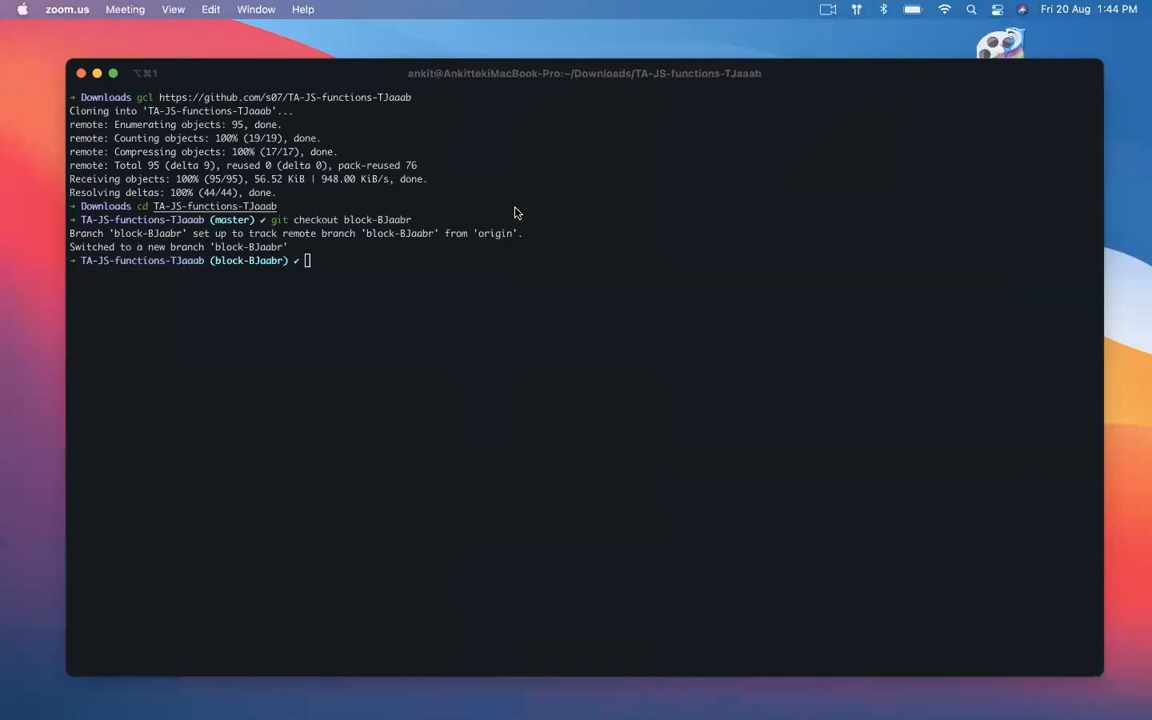 zoom.us Meeting View Edit Window Help Fri 20 Aug 1:44 PM
⌥⌘1 ankit@AnkittekiMacBook-Pro:~/Downloads/TA-JS-functions-TJaaab
➜ Downloads gcl https://github.com/s07/TA-JS-functions-TJaaab
Cloning into 'TA-JS-functions-TJaaab'...
remote: Enumerating objects: 95, done.
remote: Counting objects: 100% (19/19), done.
remote: Compressing objects: 100% (17/17), done.
remote: Total 95 (delta 9), reused 0 (delta 0), pack-reused 76
Receiving objects: 100% (95/95), 56.52 KiB | 948.00 KiB/s, done.
Resolving deltas: 100% (44/44), done.
➜ Downloads cd TA-JS-functions-TJaaab
➜ TA-JS-functions-TJaaab (master) ✔ git checkout block-BJaabr
Branch 'block-BJaabr' set up to track remote branch 'block-BJaabr' from 'origin'.
Switched to a new branch 'block-BJaabr'
➜ TA-JS-functions-TJaaab (block-BJaabr) ✔